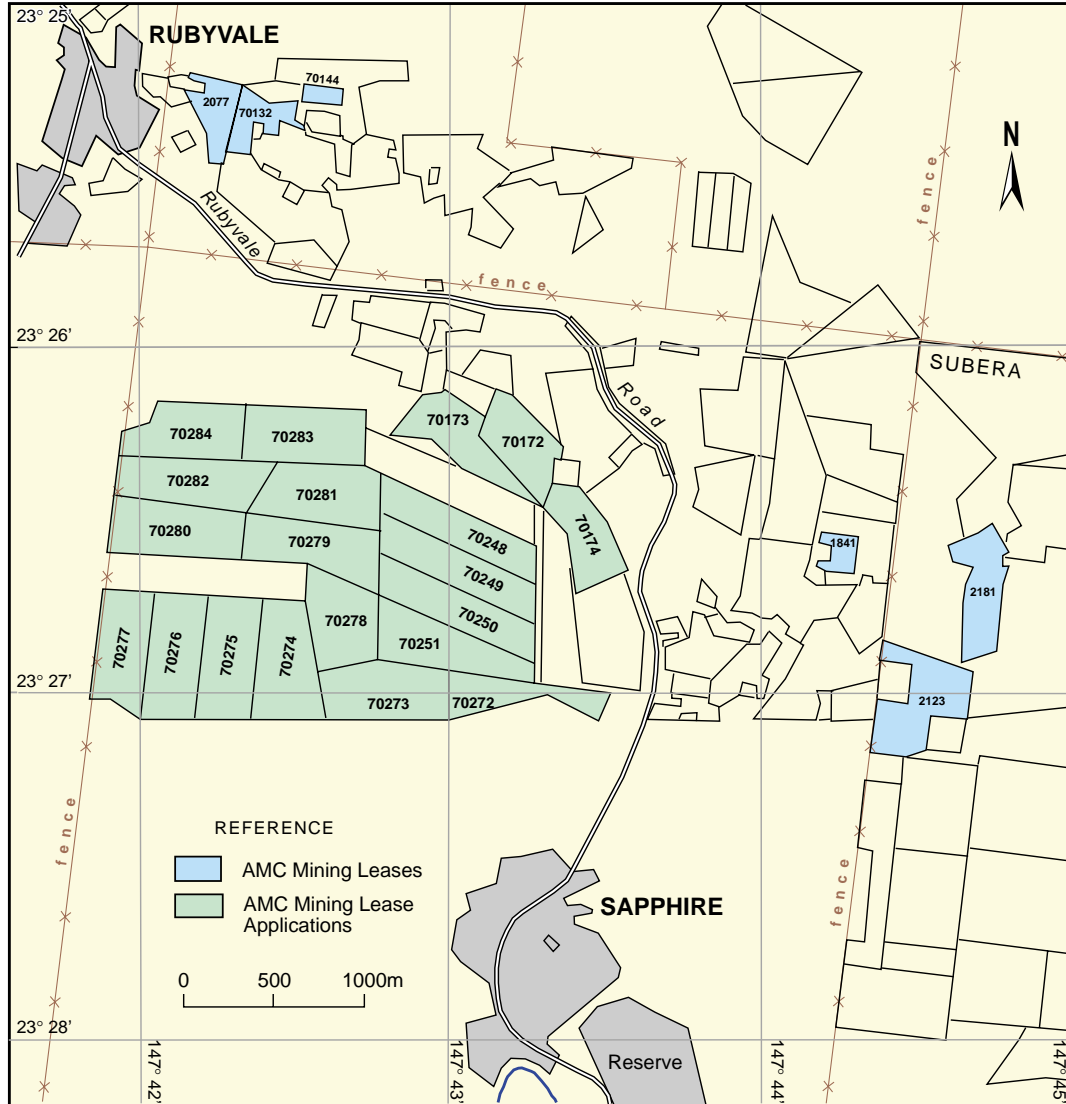 23° 25'
RUBYVALE
70144
2077
70132
N
fence
Rubyvale
fence
23° 26'
SUBERA
Road
70173
70284
70283
70172
70282
70281
70280
70279
70248
70174
1841
70249
2181
70250
70277
70276
70275
70274
70278
70251
23° 27'
70273
70272
2123
REFERENCE
AMC Mining Leases
AMC Mining Lease
Applications
fence
fence
SAPPHIRE
0 500 1000m
23° 28'
Reserve
147° 42'
147° 43'
147° 44'
147° 45'